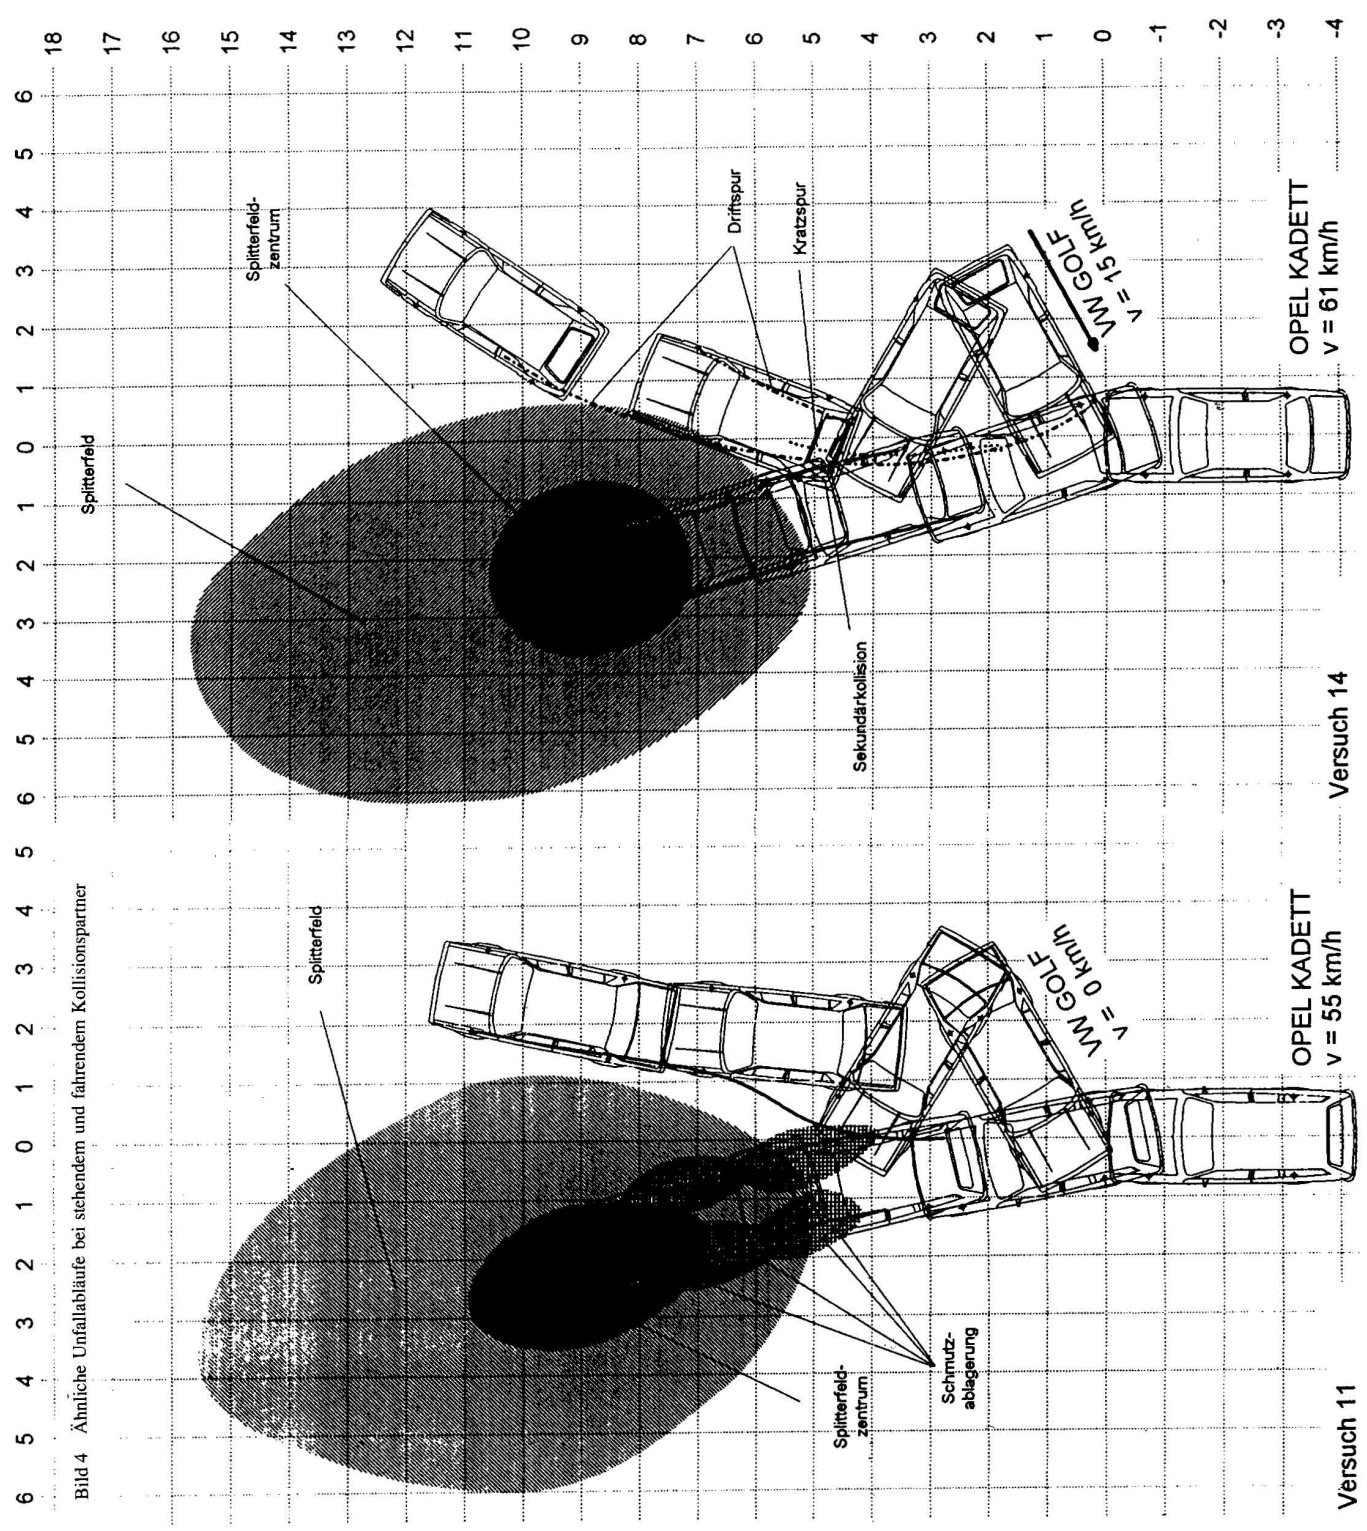 Bild 4 Ähnliche Unfallabläufe bei stehendem und fahrendem Kollisionspartner
6 5 4 3 2 1 0 1 2 3 4 5 6 5 4 3 2 1 0 1 2 3 4 5 6
18
17
16
15
14
13
12
11
10
9
8
7
6
5
4
3
2
1
0
-1
-2
-3
-4
Splitterfeld
Splitterfeld-
zentrum
Schmutz-
ablagerung
VW GOLF
v = 0 km/h
OPEL KADETT
v = 55 km/h
Versuch 11
Splitterfeld
Splitterfeld-
zentrum
Driftspur
Kratzspur
Sekundärkollision
VW GOLF
v = 15 km/h
OPEL KADETT
v = 61 km/h
Versuch 14